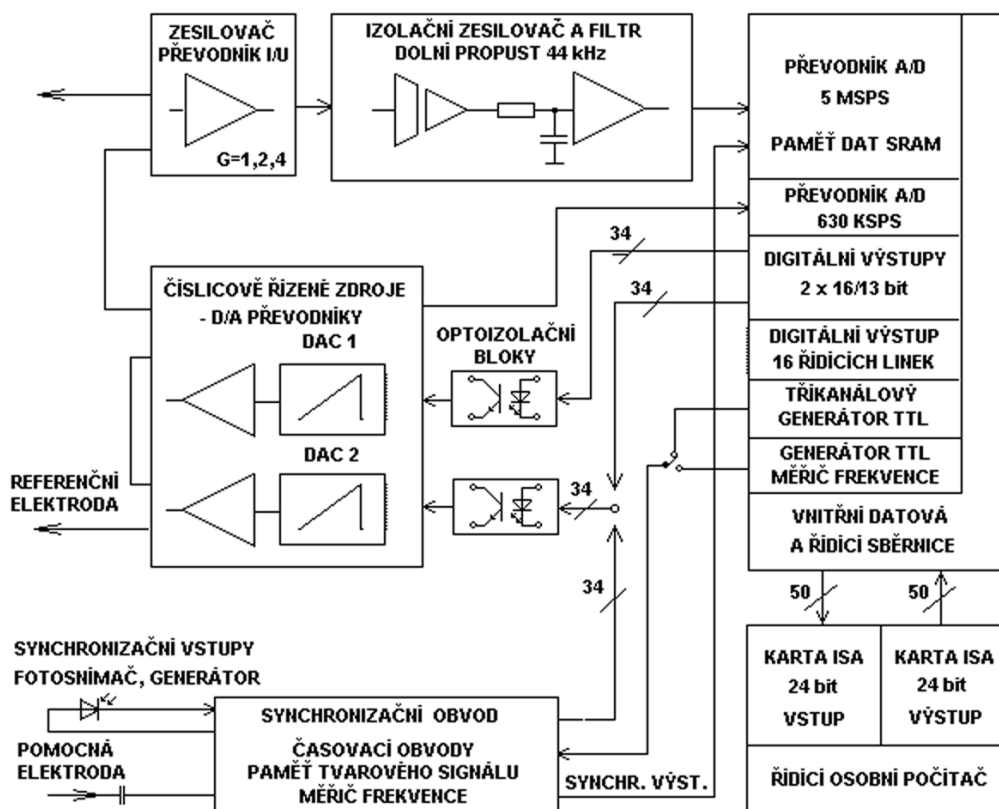 ZESILOVAČ
PŘEVODNÍK I/U
G=1,2,4
IZOLAČNÍ ZESILOVAČ A FILTR
DOLNÍ PROPUST 44 kHz
PŘEVODNÍK A/D
5 MSPS
PAMĚŤ DAT SRAM
PŘEVODNÍK A/D
630 KSPS
DIGITÁLNÍ VÝSTUPY
2 x 16/13 bit
DIGITÁLNÍ VÝSTUP
16 ŘÍDÍCÍCH LINEK
TŘÍKANÁLOVÝ
GENERÁTOR TTL
GENERÁTOR TTL
MĚŘIČ FREKVENCE
VNITŘNÍ DATOVÁ
A ŘÍDÍCÍ SBĚRNICE
34
34
ČÍSLICOVĚ ŘÍZENÉ ZDROJE
- D/A PŘEVODNÍKY
DAC 1
OPTOIZOLAČNÍ
BLOKY
DAC 2
34
REFERENČNÍ
ELEKTRODA
34
50
50
SYNCHRONIZAČNÍ VSTUPY
FOTOSNÍMAČ, GENERÁTOR
POMOCNÁ
ELEKTRODA
SYNCHRONIZAČNÍ OBVOD
ČASOVACÍ OBVODY
PAMĚŤ TVAROVÉHO SIGNÁLU
MĚŘIČ FREKVENCE
SYNCHR. VÝST.
KARTA ISA
24 bit
VSTUP
KARTA ISA
24 bit
VÝSTUP
ŘÍDÍCÍ OSOBNÍ POČÍTAČ